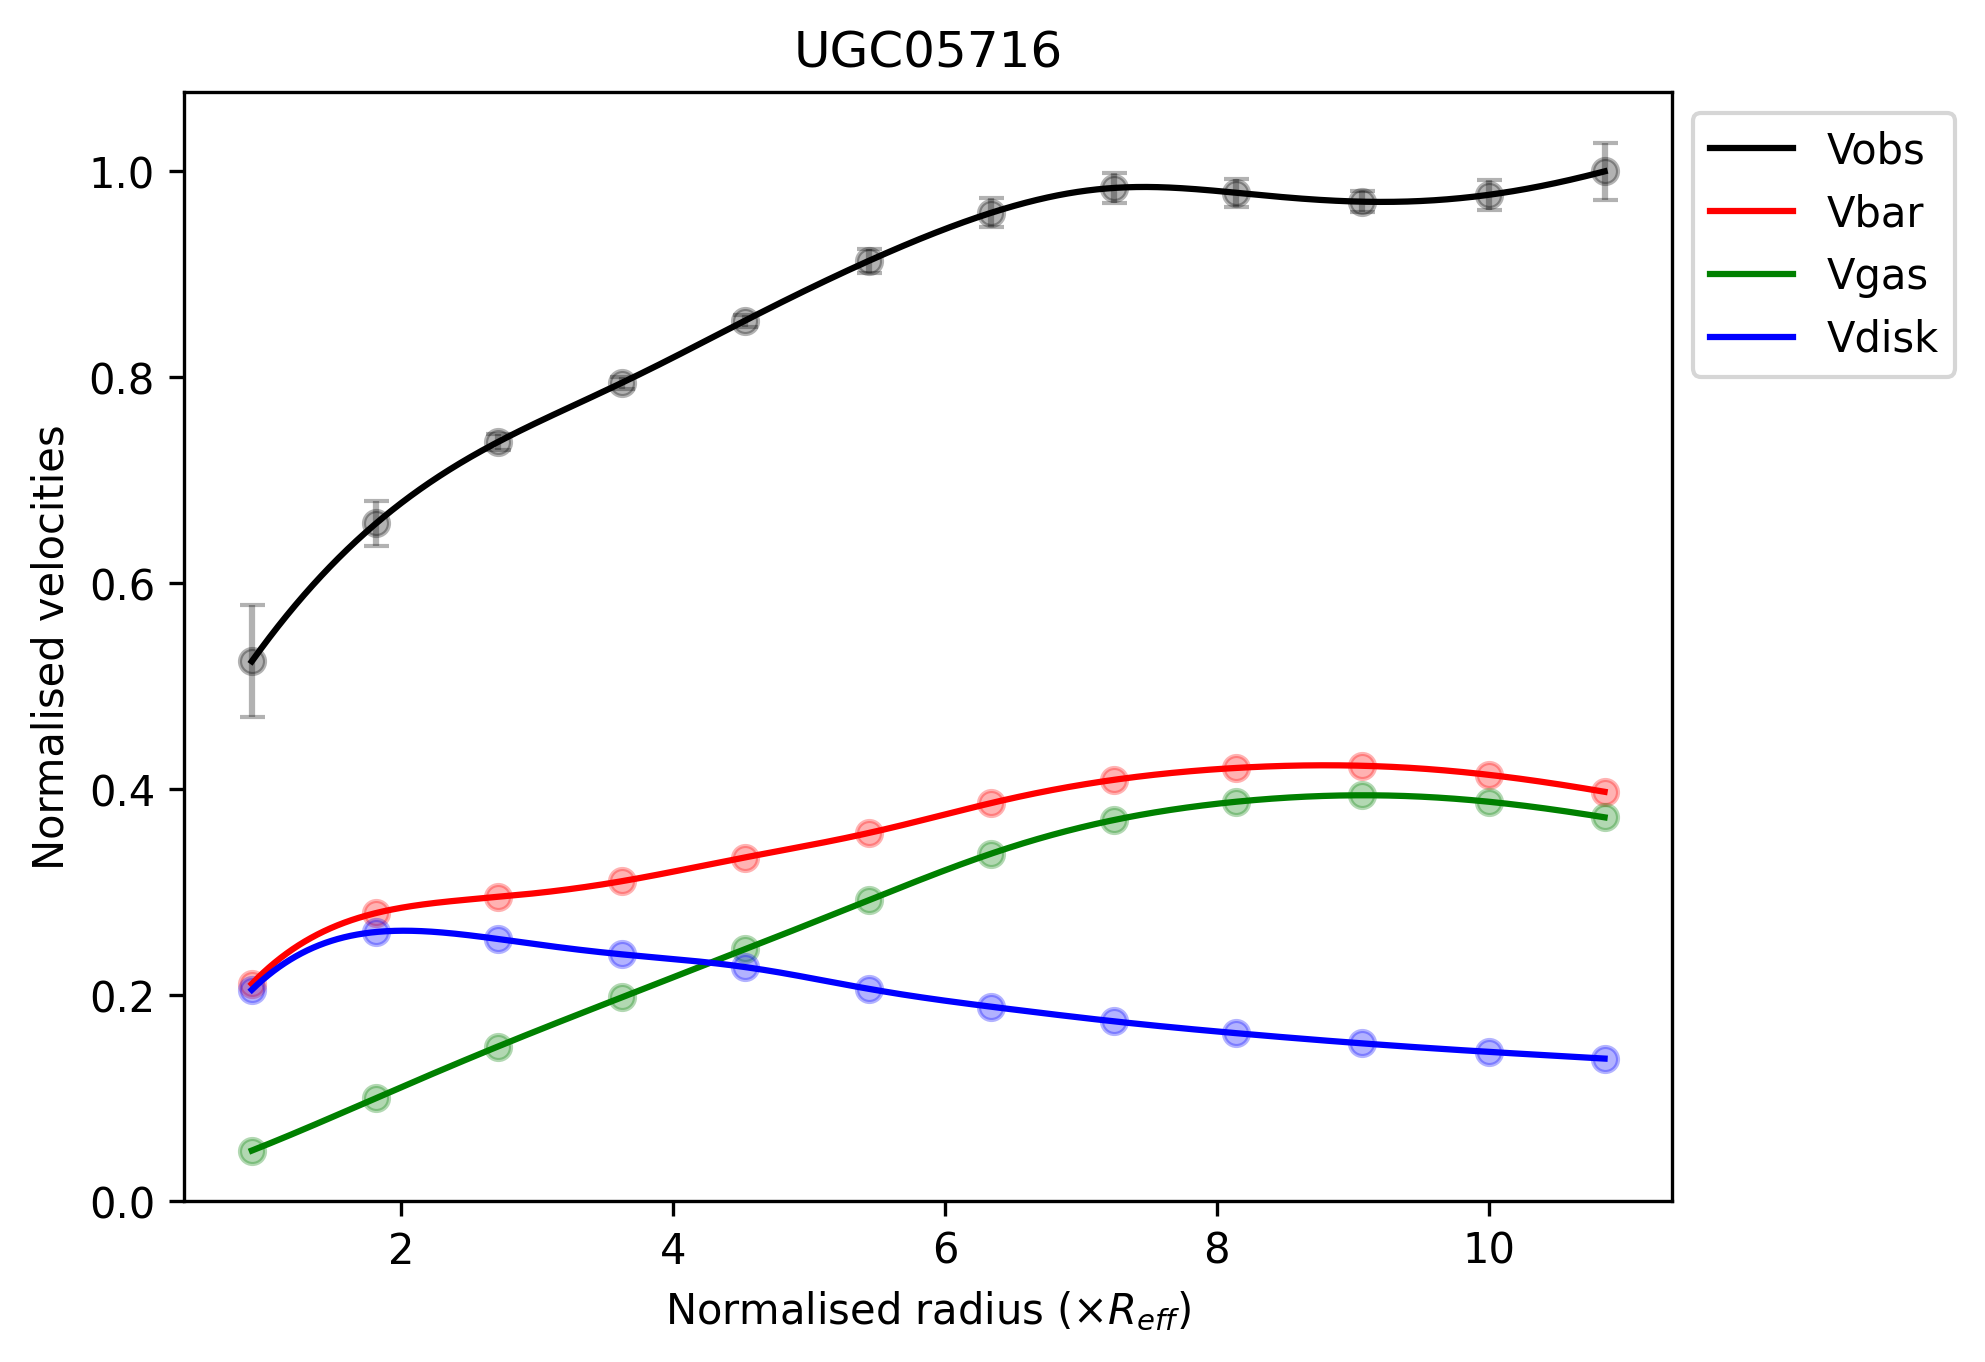 UGC05716
Vobs
Vbar
Vgas
Vdisk
1.0
0.8
0.6
0.4
0.2
0.0
Normalised velocities
2 4 6 8 10
Normalised radius (×R_eff)